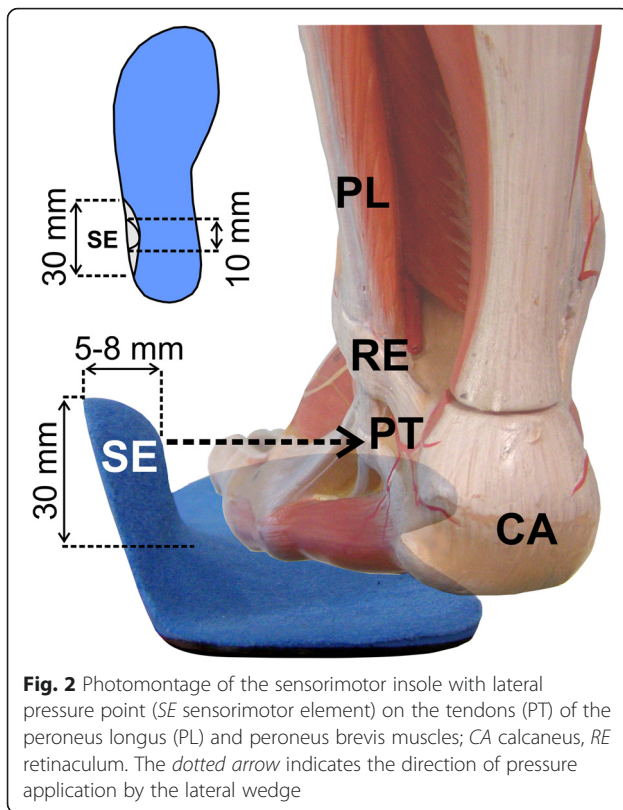 30 mm
SE
10 mm
PL
5-8 mm
RE
SE
PT
30 mm
CA
Fig. 2 Photomontage of the sensorimotor insole with lateral
pressure point (SE sensorimotor element) on the tendons (PT) of the
peroneus longus (PL) and peroneus brevis muscles; CA calcaneus, RE
retinaculum. The dotted arrow indicates the direction of pressure
application by the lateral wedge